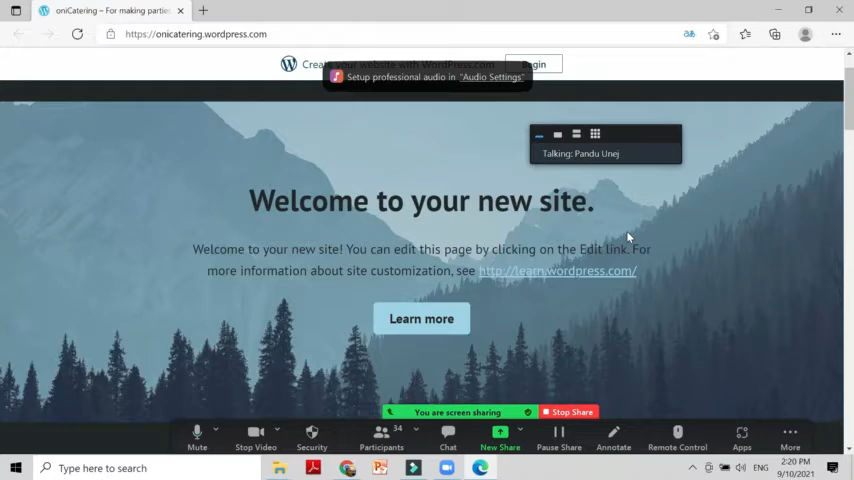 oniCatering – For making partie
https://onicatering.wordpress.com
Create your website with WordPress.com
Begin
Setup professional audio in "Audio Settings"
Talking: Pandu Unej
Welcome to your new site.
Welcome to your new site! You can edit this page by clicking on the Edit link. For
more information about site customization, see http://learn.wordpress.com/
Learn more
You are screen sharing
Stop Share
34
Mute
Stop Video
Security
Participants
Chat
New Share
Pause Share
Annotate
Remote Control
Apps
More
Type here to search
ENG
2:20 PM
9/10/2021